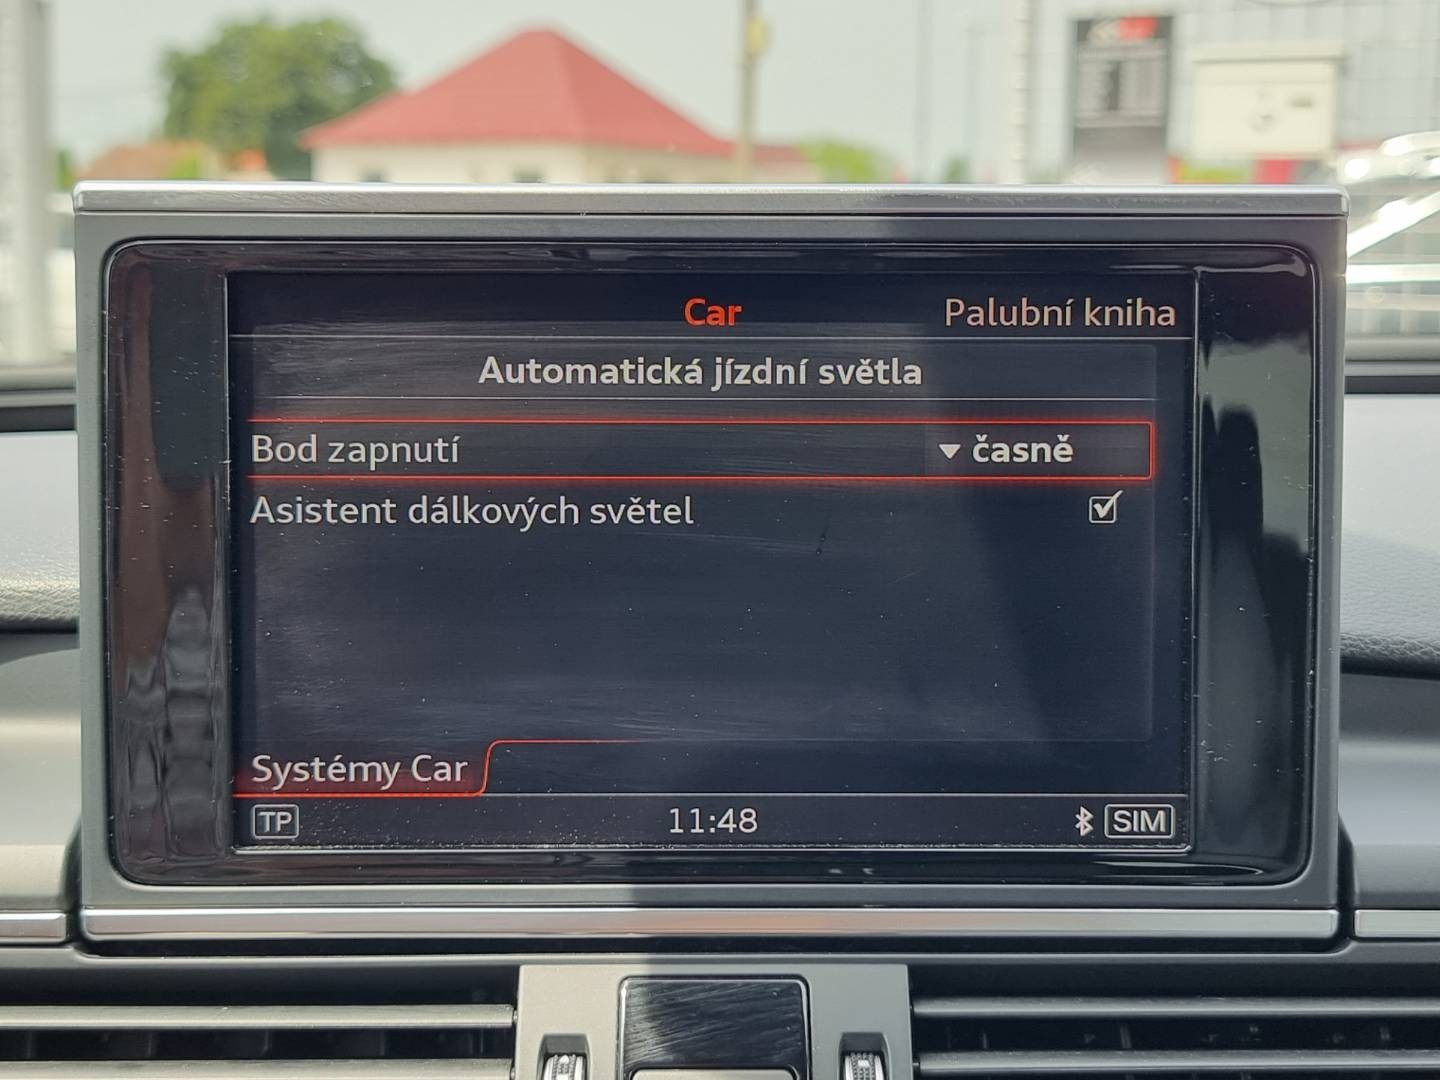 Car
Palubní kniha
Automatická jízdní světla
Bod zapnutí
časně
Asistent dálkových světel
Systémy Car
TP
11:48
SIM